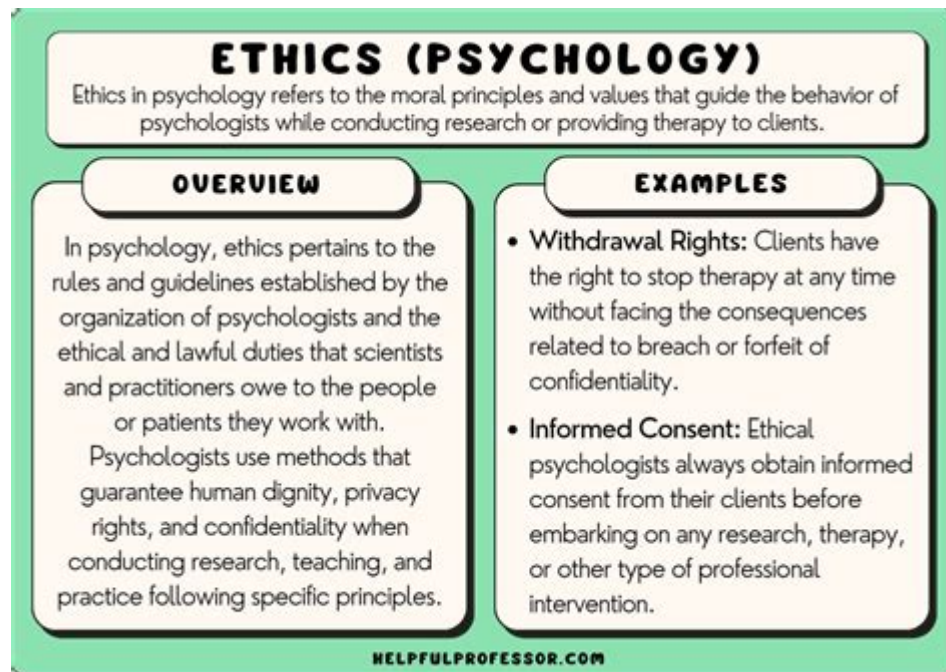 ETHICS (PSYCHOLOGY)
Ethics in psychology refers to the moral principles and values that guide the behavior of
psychologists while conducting research or providing therapy to clients.
OVERVIEW
In psychology, ethics pertains to the
rules and guidelines established by the
organization of psychologists and the
ethical and lawful duties that scientists
and practitioners owe to the people
or patients they work with.
Psychologists use methods that
guarantee human dignity, privacy
rights, and confidentiality when
conducting research, teaching, and
practice following specific principles.
EXAMPLES
• Withdrawal Rights: Clients have
the right to stop therapy at any time
without facing the consequences
related to breach or forfeit of
confidentiality.
• Informed Consent: Ethical
psychologists always obtain informed
consent from their clients before
embarking on any research, therapy,
or other type of professional
intervention.
HELPFULPROFESSOR.COM